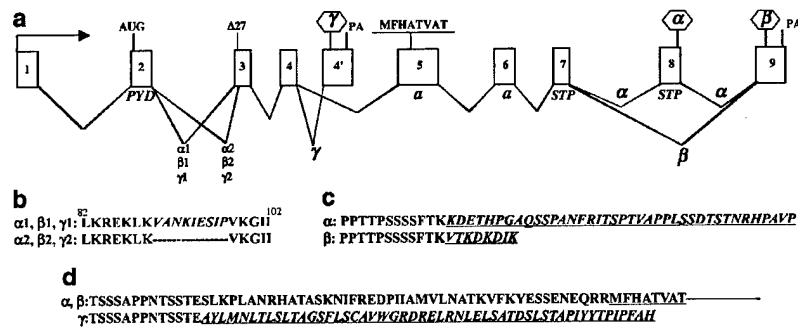 a
AUG
Δ27
γ
PA
MFHATVAT
α
β
PA
1
2
3
4
4'
5
6
7
8
9
PYD
a
a
STP
α
STP
α
α1
β1
γ1
α2
β2
γ2
γ
β
b
82
102
α1, β1, γ1: LKREKLKVANKIESIPVKGII
α2, β2, γ2: LKREKLK---------VKGII
c
α: PPTTPSSSSFTKKDETHPGAQSSPANFRITSPTVAPPLSSDTSTNRHPAVP
β: PPTTPSSSSFTKVTKDKDIK
d
α, β:TSSSAPPNTSSTESLKPLANRHATASKNIFREDPIIAMVLNATKVFKYESSENEQRRMFHATVAT
γ:TSSSAPPNTSSTEAYLMNLTLSLTAGSFLSCAVWGRDRELRNLELSATDSLSTAPIYYTPIPFAH